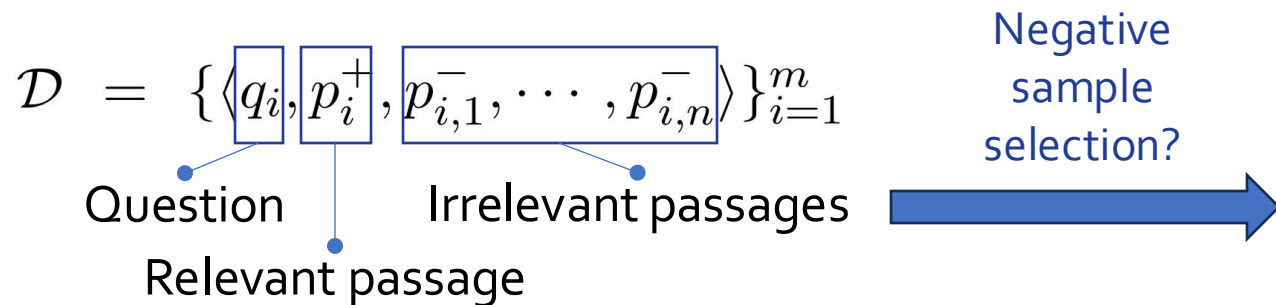 Negative
sample
selection?
𝒟 = {⟨q_i, p_i^+, p_{i,1}^-, ⋯ , p_{i,n}^-⟩}_{i=1}^m
Question
Irrelevant passages
Relevant passage